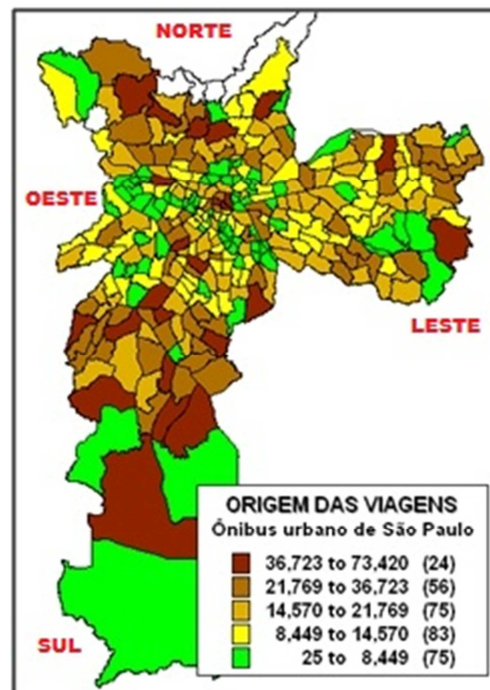 NORTE
OESTE
LESTE
SUL
ORIGEM DAS VIAGENS
Ônibus urbano de São Paulo
36,723 to 73,420 (24)
21,769 to 36,723 (56)
14,570 to 21,769 (75)
8,449 to 14,570 (83)
25 to 8,449 (75)